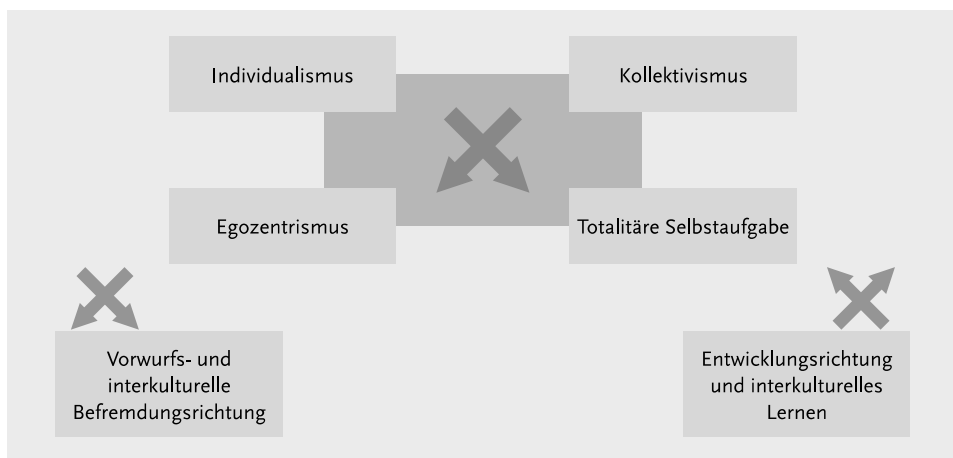 Individualismus
Kollektivismus
Egozentrismus
Totalitäre Selbstaufgabe
Vorwurfs- und
interkulturelle
Befremdungsrichtung
Entwicklungsrichtung
und interkulturelles
Lernen